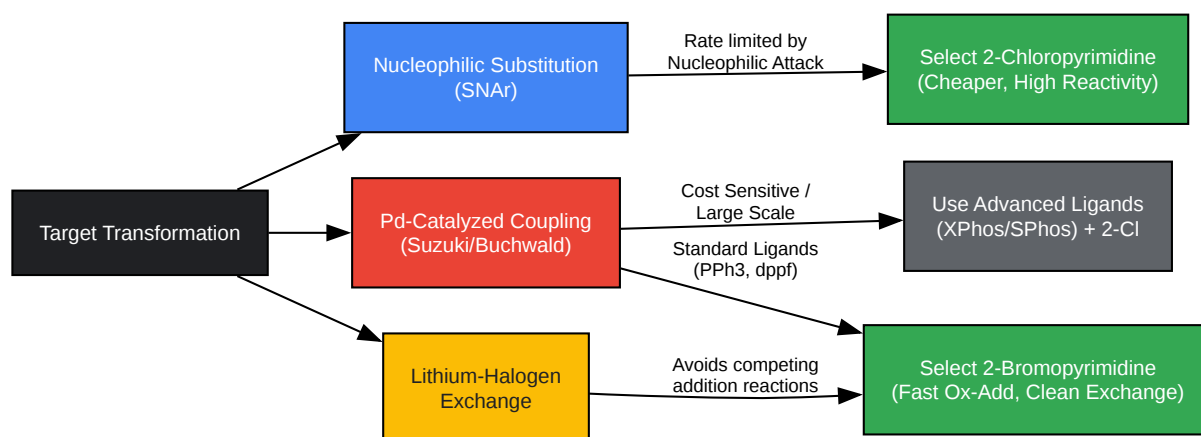 Target Transformation
Nucleophilic Substitution
(SNAr)
Rate limited by
Nucleophilic Attack
Select 2-Chloropyrimidine
(Cheaper, High Reactivity)
Pd-Catalyzed Coupling
(Suzuki/Buchwald)
Cost Sensitive /
Large Scale
Use Advanced Ligands
(XPhos/SPhos) + 2-Cl
Standard Ligands
(PPh3, dppf)
Lithium-Halogen
Exchange
Avoids competing
addition reactions
Select 2-Bromopyrimidine
(Fast Ox-Add, Clean Exchange)